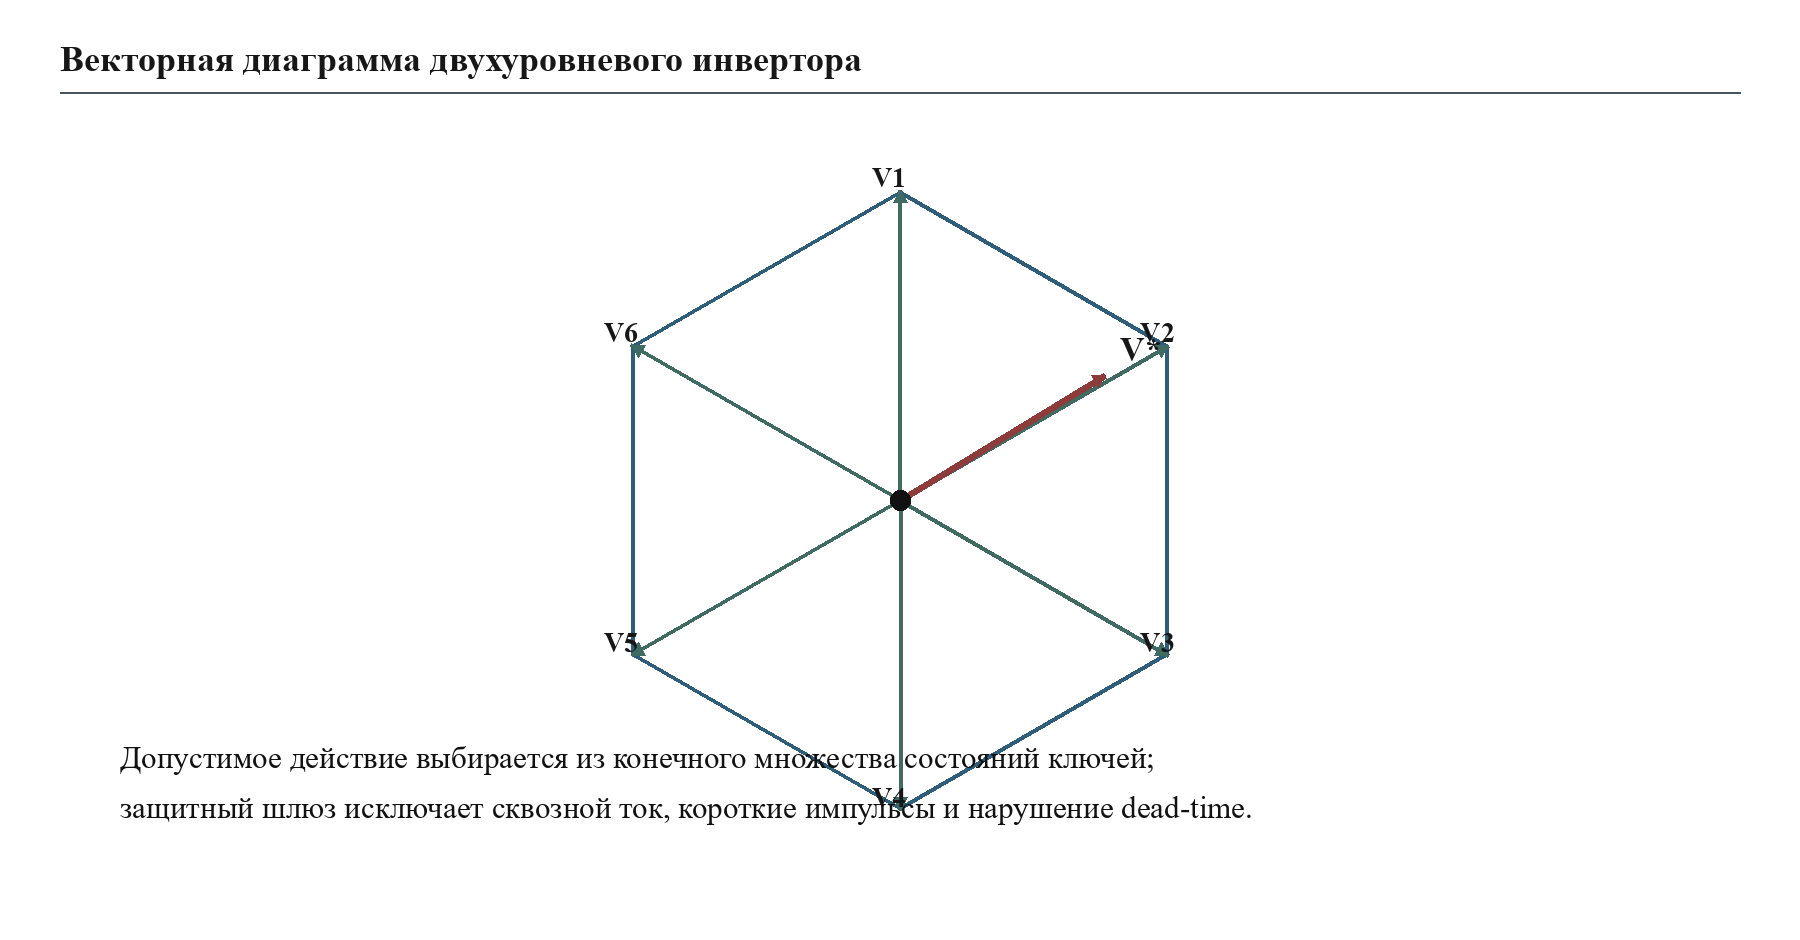 Векторная диаграмма двухуровневого инвертора
V1
V6
V2
V*
V5
V3
Допустимое действие выбирается из конечного множества состояний ключей;
V4
защитный шлюз исключает сквозной ток, короткие импульсы и нарушение dead-time.